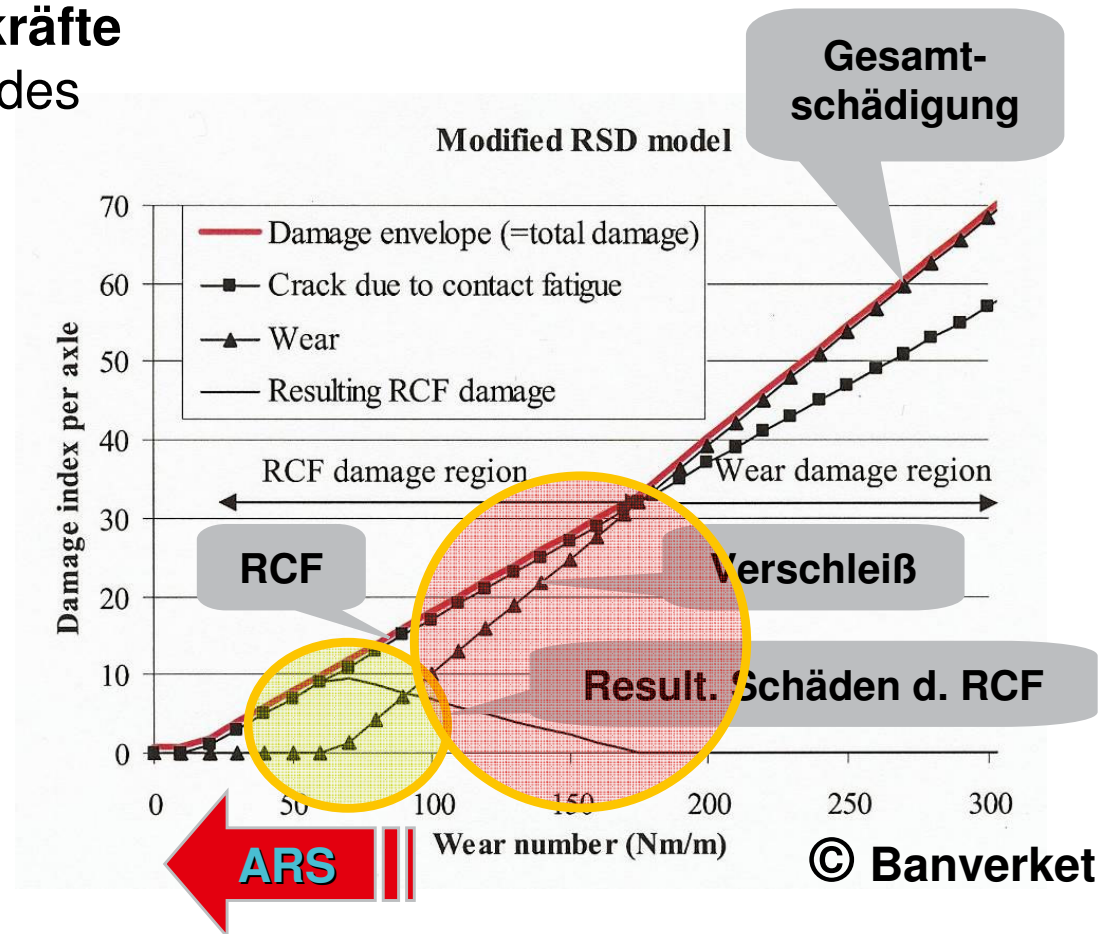 kräfte
des
Gesamt-
schädigung
Modified RSD model
70
60
50
40
30
20
10
0
Damage index per axle
Damage envelope (=total damage)
Crack due to contact fatigue
Wear
Resulting RCF damage
RCF damage region
Wear damage region
RCF
Verschleiß
Result. Schäden d. RCF
0 50 100 150 200 250 300
Wear number (Nm/m)
ARS
© Banverket